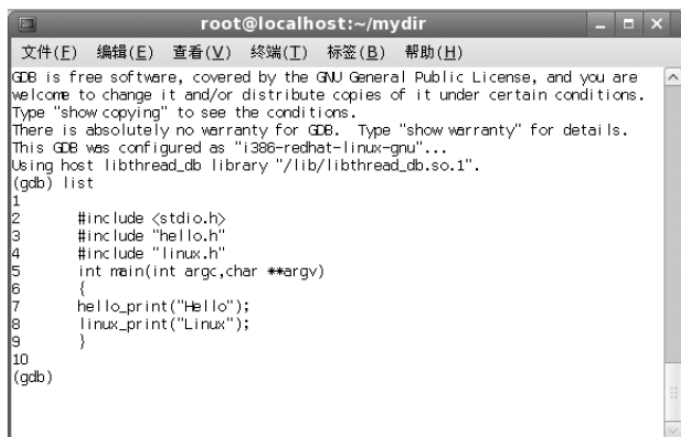 root@localhost:~/mydir
文件(F) 编辑(E) 查看(V) 终端(T) 标签(B) 帮助(H)
GDB is free software, covered by the GNU General Public License, and you are
welcome to change it and/or distribute copies of it under certain conditions.
Type "show copying" to see the conditions.
There is absolutely no warranty for GDB.  Type "show warranty" for details.
This GDB was configured as "i386-redhat-linux-gnu"...
Using host libthread_db library "/lib/libthread_db.so.1".
(gdb) list
1
2       #include <stdio.h>
3       #include "hello.h"
4       #include "linux.h"
5       int main(int argc,char **argv)
6       {
7       hello_print("Hello");
8       linux_print("Linux");
9       }
10
(gdb)